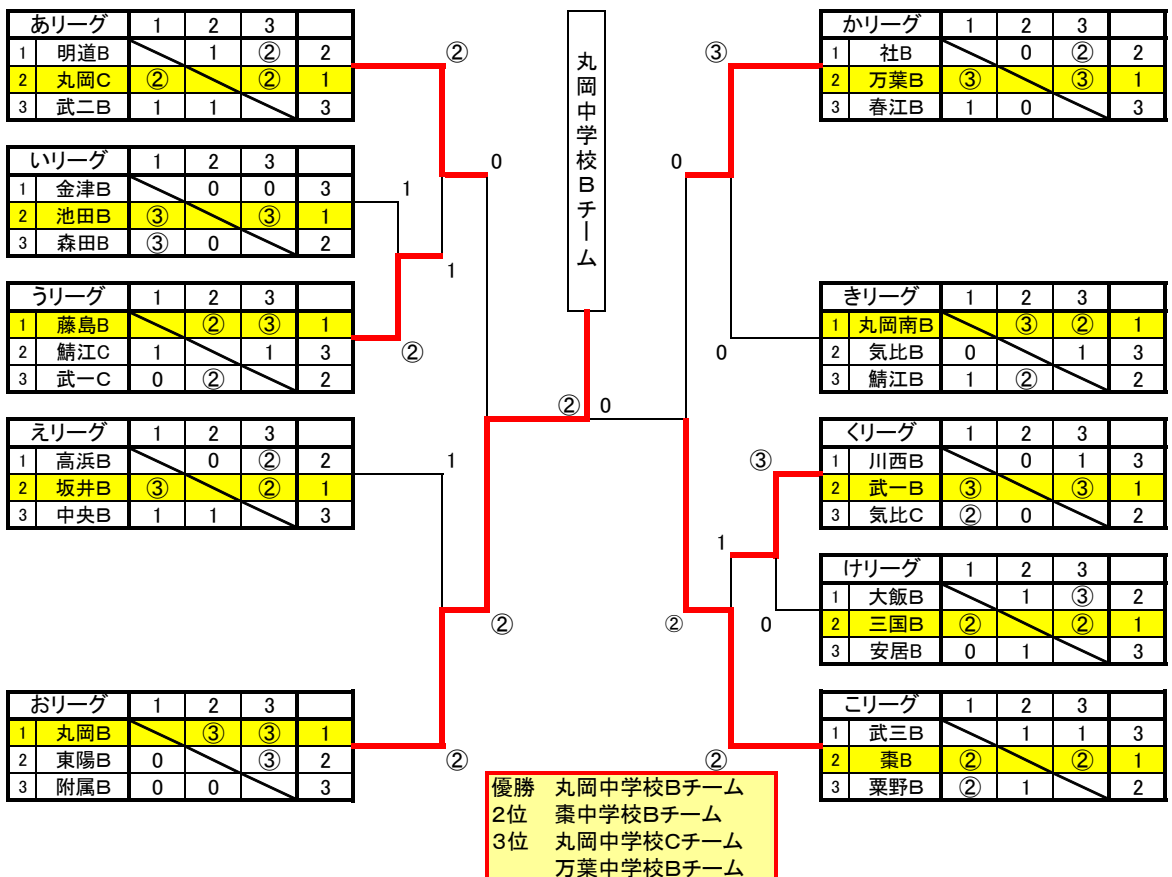 あリーグ 1 2 3
1 明道B 1 ② 2
2 丸岡C ② ② 1
3 武二B 1 1 3
いリーグ 1 2 3
1 金津B 0 0 3
2 池田B ③ ③ 1
3 森田B ③ 0 2
うリーグ 1 2 3
1 藤島B ② ③ 1
2 鯖江C 1 1 3
3 武一C 0 ② 2
えリーグ 1 2 3
1 高浜B 0 ② 2
2 坂井B ③ ② 1
3 中央B 1 1 3
おリーグ 1 2 3
1 丸岡B ③ ③ 1
2 東陽B 0 ③ 2
3 附属B 0 0 3
②
0
1
1
②
1
②
②
丸岡中学校Bチーム
② 0
③
0
0
③
1
0
②
②
かリーグ 1 2 3
1 社B 0 ② 2
2 万葉B ③ ③ 1
3 春江B 1 0 3
きリーグ 1 2 3
1 丸岡南B ③ ② 1
2 気比B 0 1 3
3 鯖江B 1 ② 2
くリーグ 1 2 3
1 川西B 0 1 3
2 武一B ③ ③ 1
3 気比C ② 0 2
けリーグ 1 2 3
1 大飯B 1 ③ 2
2 三国B ② ② 1
3 安居B 0 1 3
こリーグ 1 2 3
1 武三B 1 1 3
2 棗B ② ② 1
3 粟野B ② 1 2
優勝 丸岡中学校Bチーム
2位 棗中学校Bチーム
3位 丸岡中学校Cチーム
万葉中学校Bチーム